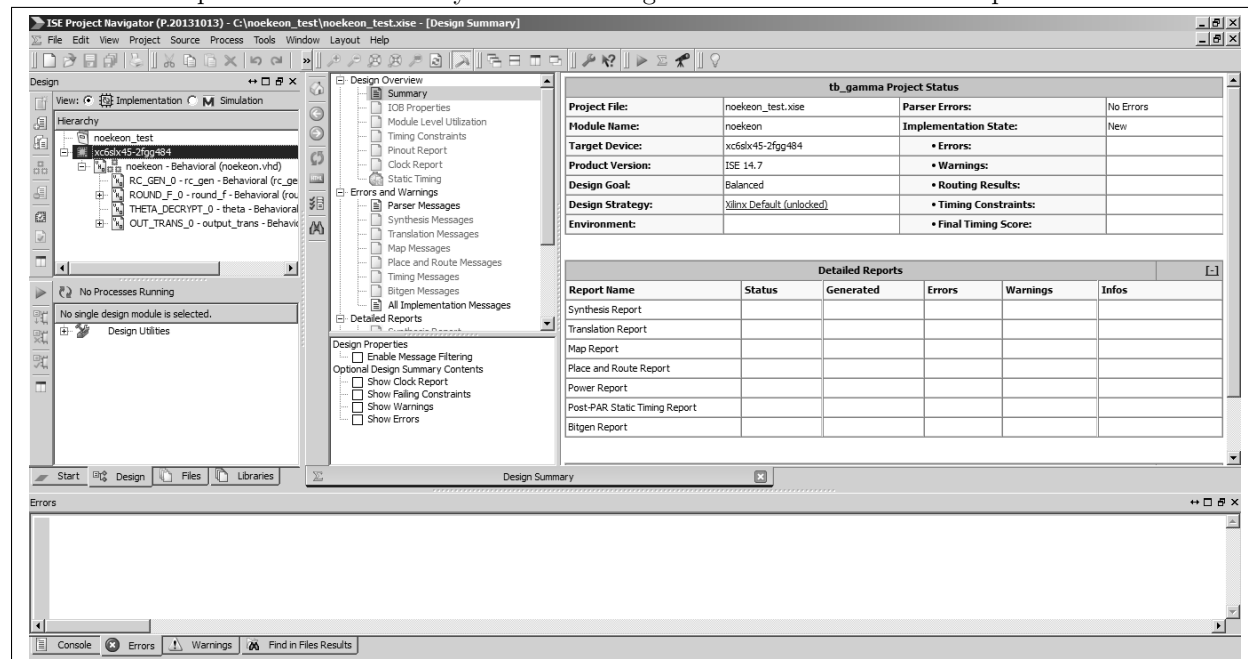 ISE Project Navigator (P.20131013) - C:\noekeon_test\noekeon_test.xise - [Design Summary]
File Edit View Project Source Process Tools Window Layout Help
Design
View: Implementation Simulation
Hierarchy
noekeon_test
xc6slx45-2fgg484
noekeon - Behavioral (noekeon.vhd)
RC_GEN_0 - rc_gen - Behavioral (rc_ge
ROUND_F_0 - round_f - Behavioral (rou
THETA_DECRYPT_0 - theta - Behavioral
OUT_TRANS_0 - output_trans - Behavic
No Processes Running
No single design module is selected.
Design Utilities
Start Design Files Libraries
Design Overview
Summary
IOB Properties
Module Level Utilization
Timing Constraints
Pinout Report
Clock Report
Static Timing
Errors and Warnings
Parser Messages
Synthesis Messages
Translation Messages
Map Messages
Place and Route Messages
Timing Messages
Bitgen Messages
All Implementation Messages
Detailed Reports
Design Properties
Enable Message Filtering
Optional Design Summary Contents
Show Clock Report
Show Failing Constraints
Show Warnings
Show Errors
Design Summary
tb_gamma Project Status
Project File: noekeon_test.xise Parser Errors: No Errors
Module Name: noekeon Implementation State: New
Target Device: xc6slx45-2fgg484 • Errors:
Product Version: ISE 14.7 • Warnings:
Design Goal: Balanced • Routing Results:
Design Strategy: Xilinx Default (unlocked) • Timing Constraints:
Environment: • Final Timing Score:
Detailed Reports [-]
Report Name Status Generated Errors Warnings Infos
Synthesis Report
Translation Report
Map Report
Place and Route Report
Power Report
Post-PAR Static Timing Report
Bitgen Report
Errors
Console Errors Warnings Find in Files Results